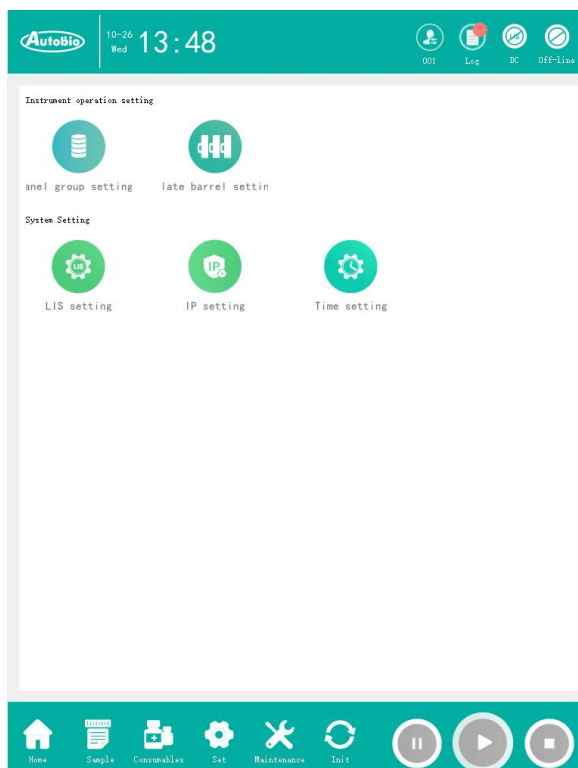 AutoBio
10-26
Wed
13:48
001
Log
DC
Off-line
Instrument operation setting
anel group setting
late barrel settin
System Setting
LIS
IP
LIS setting
IP setting
Time setting
Home
Sample
Consumables
Set
Maintenance
Init